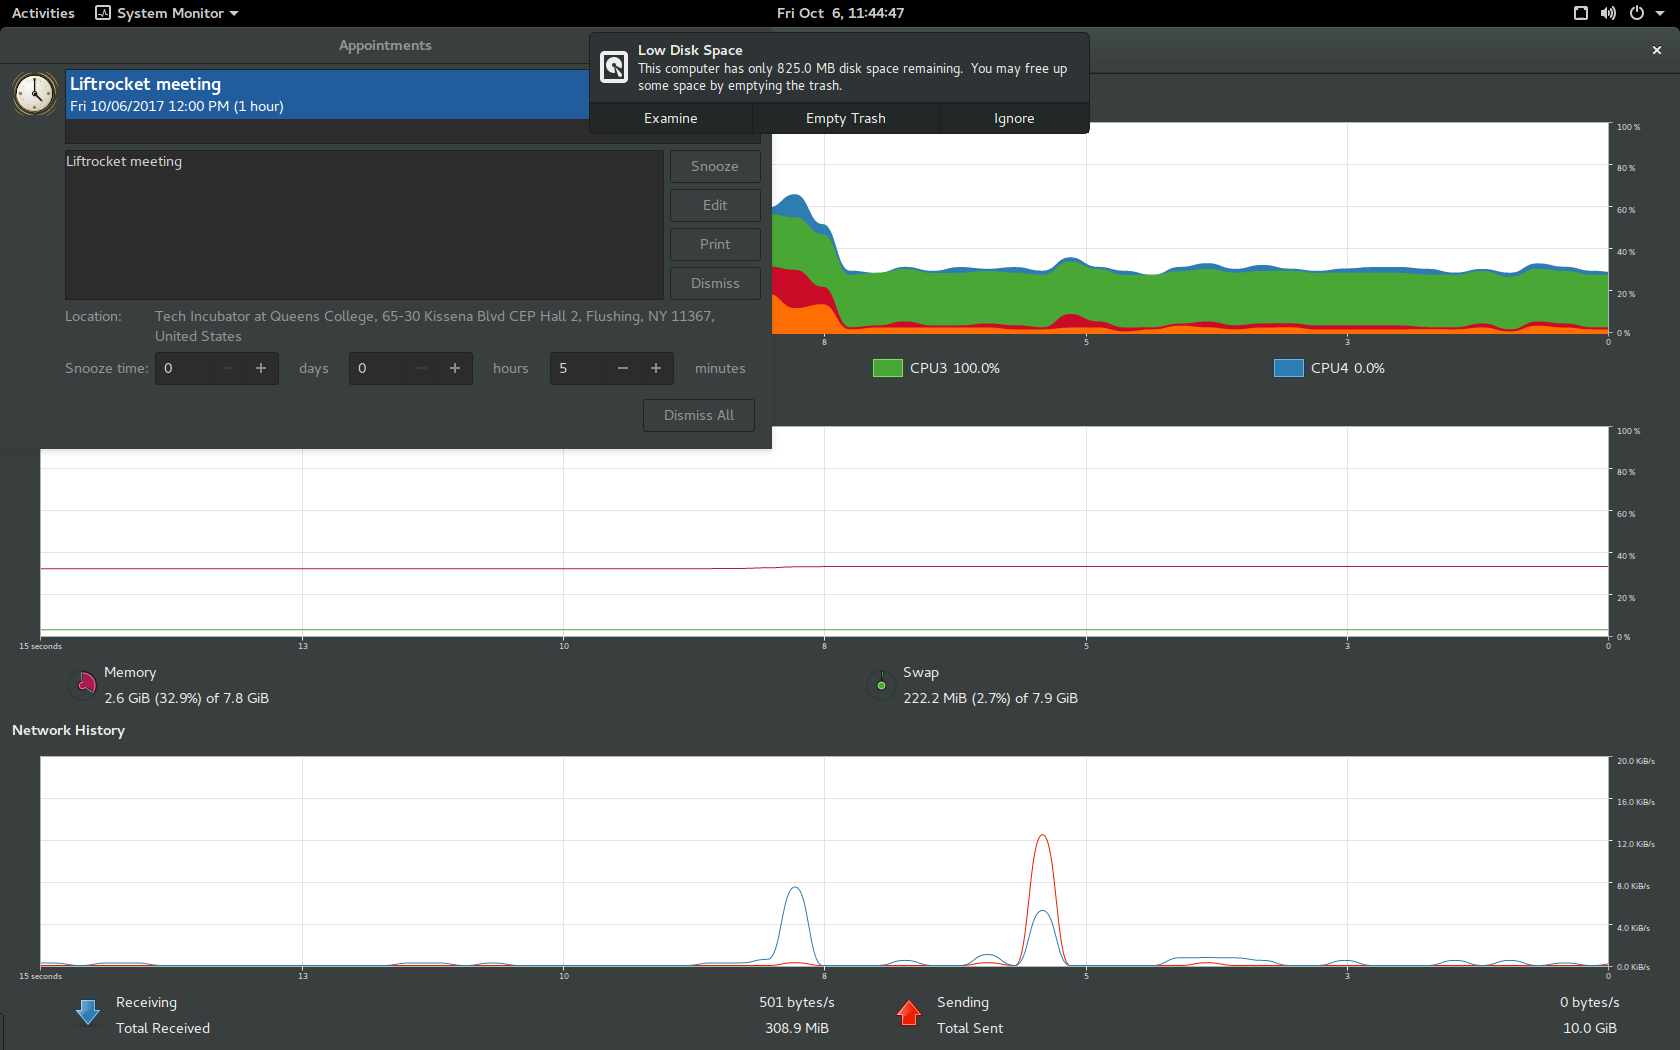 Activities
System Monitor
Fri Oct 6, 11:44:47
Appointments
Liftrocket meeting
Fri 10/06/2017 12:00 PM (1 hour)
Low Disk Space
This computer has only 825.0 MB disk space remaining. You may free up
some space by emptying the trash.
Examine
Empty Trash
Ignore
Liftrocket meeting
Snooze
Edit
Print
Dismiss
Location:
Tech Incubator at Queens College, 65-30 Kissena Blvd CEP Hall 2, Flushing, NY 11367,
United States
Snooze time:
0
days
0
hours
5
minutes
Dismiss All
100 %
80 %
60 %
40 %
20 %
0 %
8
5
3
0
CPU3 100.0%
CPU4 0.0%
100 %
80 %
60 %
40 %
20 %
0 %
15 seconds
13
10
8
5
3
0
Memory
2.6 GiB (32.9%) of 7.8 GiB
Swap
222.2 MiB (2.7%) of 7.9 GiB
Network History
20.0 KiB/s
16.0 KiB/s
12.0 KiB/s
8.0 KiB/s
4.0 KiB/s
0.0 KiB/s
15 seconds
13
10
8
5
3
0
Receiving
501 bytes/s
Total Received
308.9 MiB
Sending
0 bytes/s
Total Sent
10.0 GiB